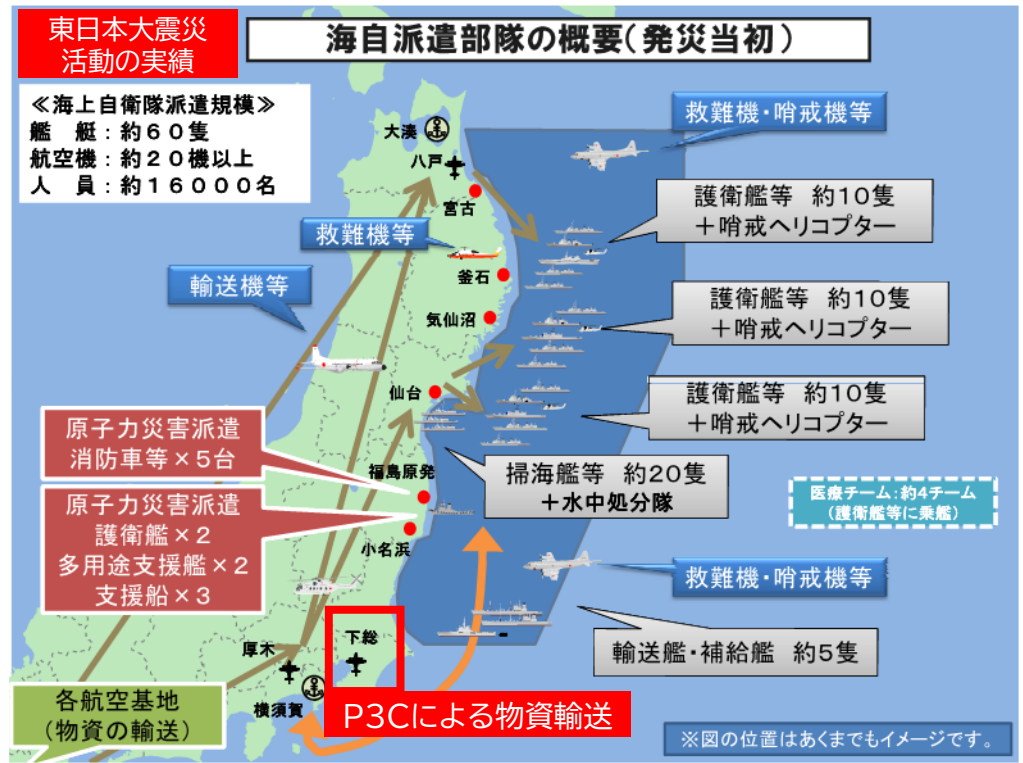 東日本大震災
活動の実績
海自派遣部隊の概要（発災当初）
≪海上自衛隊派遣規模≫
艦　艇：約６０隻
航空機：約２０機以上
人　員：約１６０００名
大湊
八戸
宮古
釜石
気仙沼
仙台
福島原発
小名浜
下総
厚木
横須賀
救難機・哨戒機等
護衛艦等　約１０隻
＋哨戒ヘリコプター
救難機等
輸送機等
護衛艦等　約１０隻
＋哨戒ヘリコプター
護衛艦等　約１０隻
＋哨戒ヘリコプター
原子力災害派遣
消防車等×５台
掃海艦等　約２０隻
＋水中処分隊
医療チーム：約４チーム
（護衛艦等に乗艦）
原子力災害派遣
護衛艦×２
多用途支援艦×２
支援船×３
救難機・哨戒機等
輸送艦・補給艦　約５隻
各航空基地
（物資の輸送）
P３Cによる物資輸送
※図の位置はあくまでもイメージです。